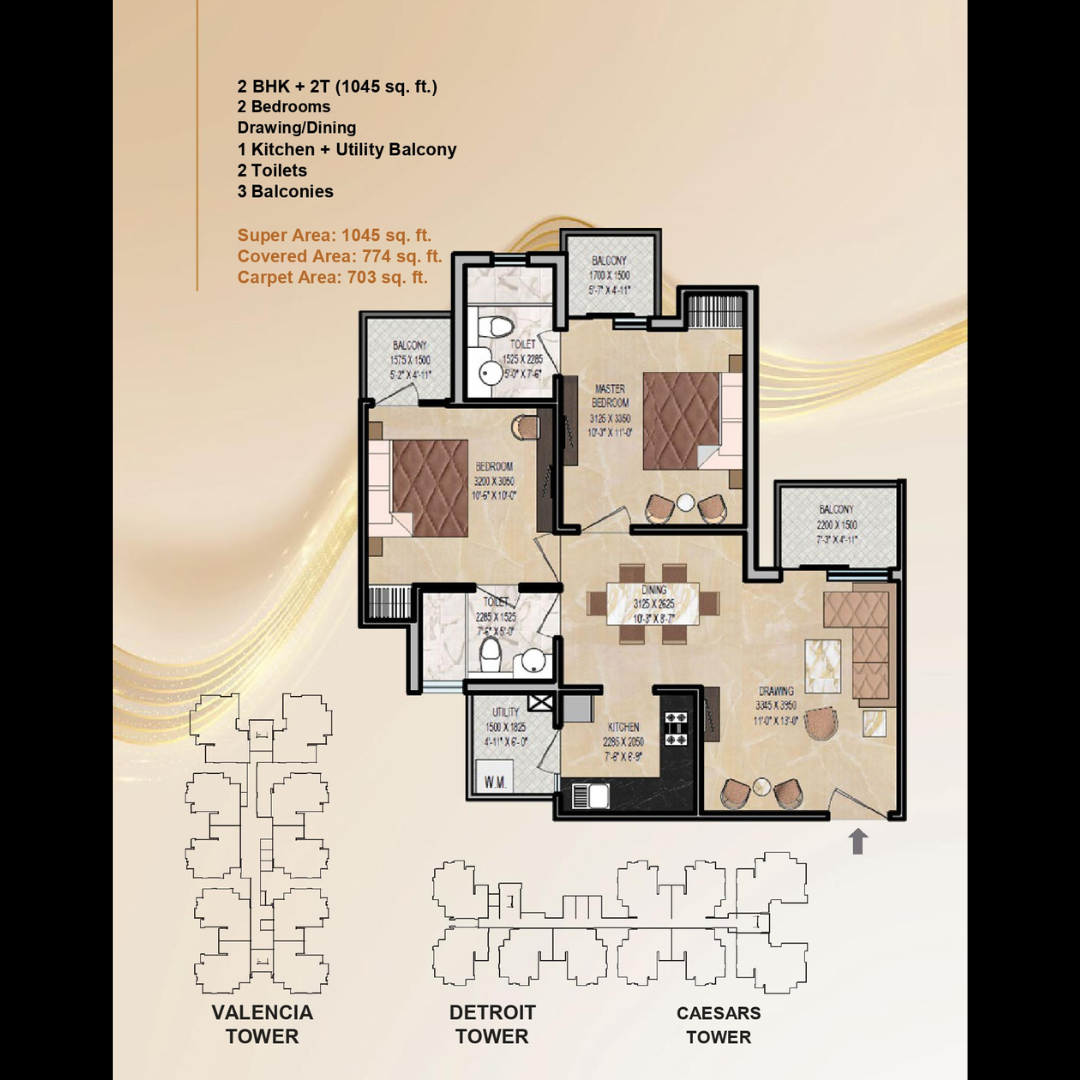 2 BHK + 2T (1045 sq. ft.)
2 Bedrooms
Drawing/Dining
1 Kitchen + Utility Balcony
2 Toilets
3 Balconies
Super Area: 1045 sq. ft.
Covered Area: 774 sq. ft.
Carpet Area: 703 sq. ft.
BALCONY
1700 X 1500
5'-7" X 4'-11"
BALCONY
1575 X 1500
5'-2" X 4'-11"
TOILET
1525 X 2285
5'-0" X 7'-6"
MASTER
BEDROOM
3125 X 3350
10'-3" X 11'-0"
BEDROOM
3200 X 3050
10'-6" X 10'-0"
BALCONY
2200 X 1500
7'-3" X 4'-11"
TOILET
2285 X 1525
7'-6" X 5'-0"
DINING
3125 X 2625
10'-3" X 8'-7"
DRAWING
3345 X 3950
11'-0" X 13'-0"
UTILITY
1500 X 1825
4'-11" X 6'-0"
W.M.
KITCHEN
2285 X 2050
7'-6" X 6'-9"
VALENCIA
TOWER
DETROIT
TOWER
CAESARS
TOWER